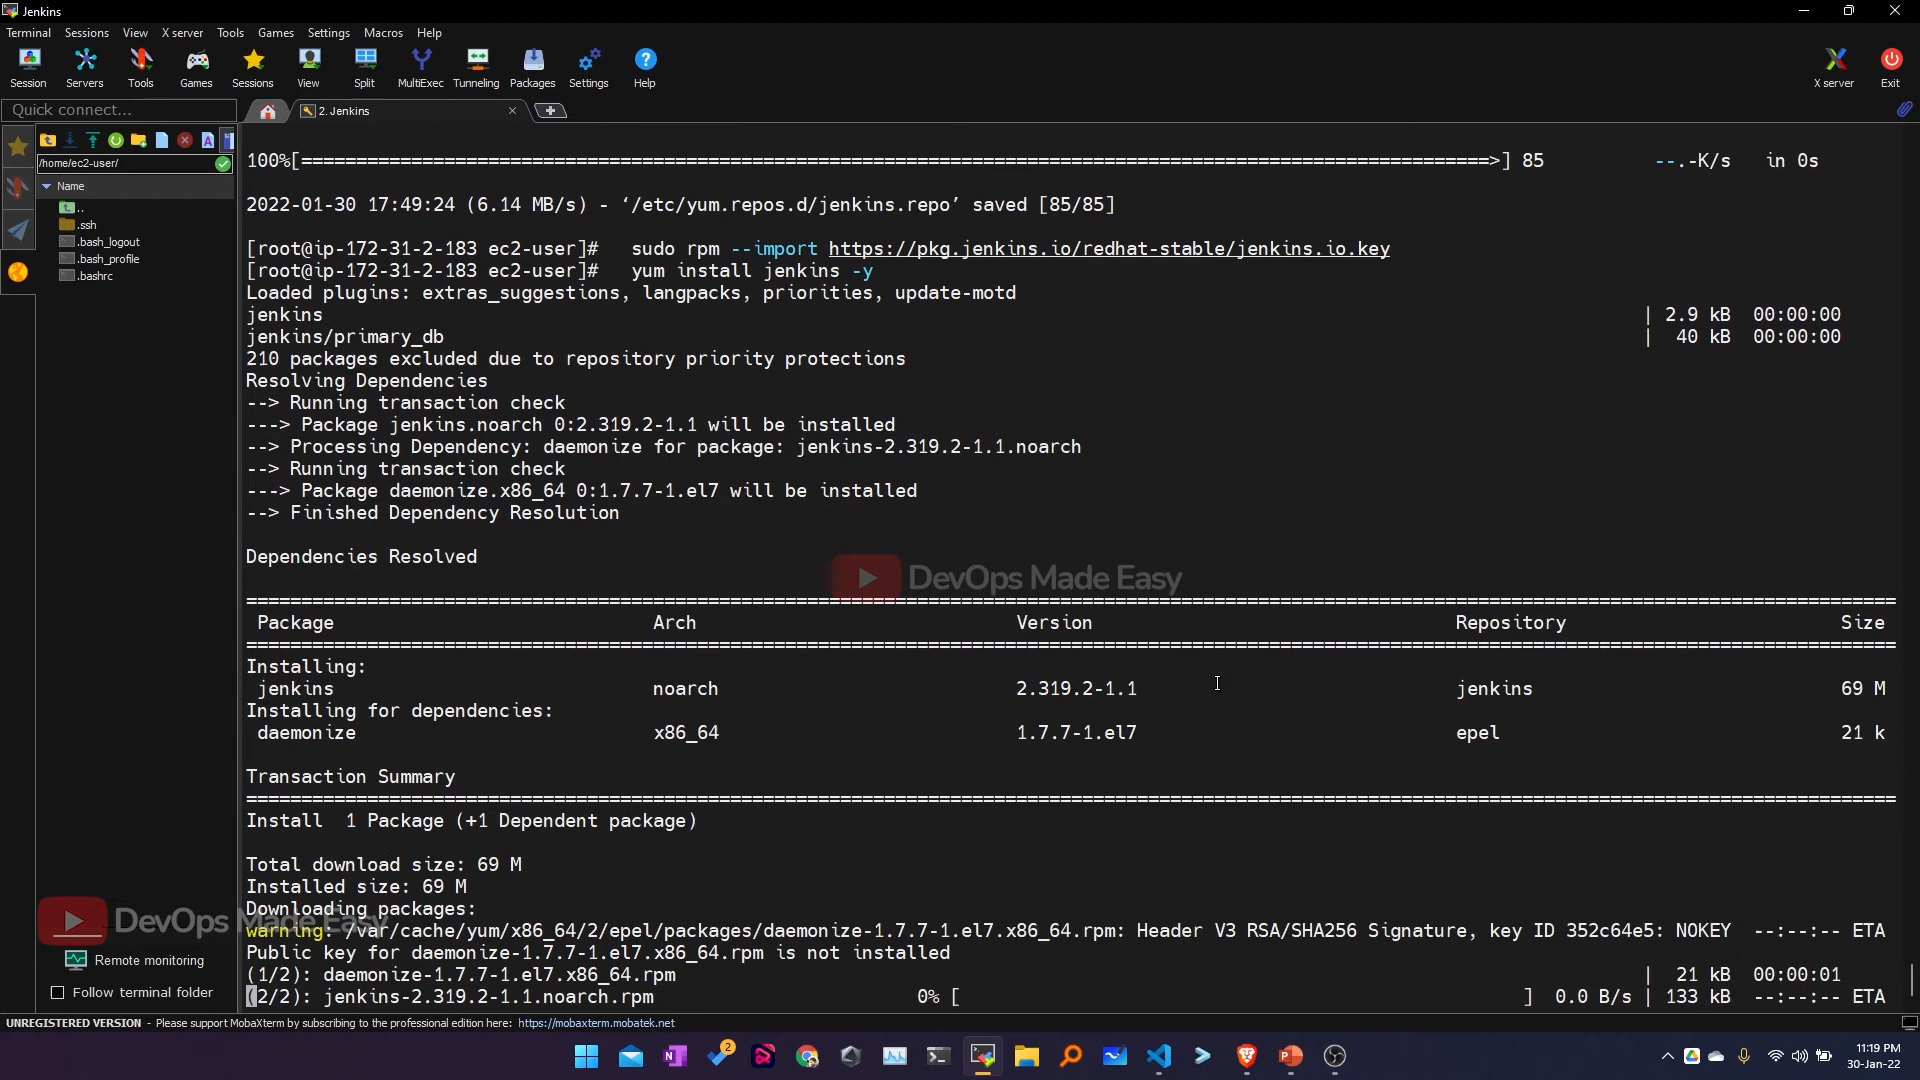 Jenkins
Terminal Sessions View X server Tools Games Settings Macros Help
Session Servers Tools Games Sessions View Split MultiExec Tunneling Packages Settings Help X server Exit
Quick connect... 2. Jenkins
/home/ec2-user/
Name
..
.ssh
.bash_logout
.bash_profile
.bashrc
100%[=============================================================================================================>] 85 --.-K/s in 0s
2022-01-30 17:49:24 (6.14 MB/s) - ‘/etc/yum.repos.d/jenkins.repo’ saved [85/85]
[root@ip-172-31-2-183 ec2-user]# sudo rpm --import https://pkg.jenkins.io/redhat-stable/jenkins.io.key
[root@ip-172-31-2-183 ec2-user]# yum install jenkins -y
Loaded plugins: extras_suggestions, langpacks, priorities, update-motd
jenkins | 2.9 kB 00:00:00
jenkins/primary_db | 40 kB 00:00:00
210 packages excluded due to repository priority protections
Resolving Dependencies
--> Running transaction check
---> Package jenkins.noarch 0:2.319.2-1.1 will be installed
--> Processing Dependency: daemonize for package: jenkins-2.319.2-1.1.noarch
--> Running transaction check
---> Package daemonize.x86_64 0:1.7.7-1.el7 will be installed
--> Finished Dependency Resolution
Dependencies Resolved
DevOps Made Easy
Package Arch Version Repository Size
Installing:
jenkins noarch 2.319.2-1.1 jenkins 69 M
Installing for dependencies:
daemonize x86_64 1.7.7-1.el7 epel 21 k
Transaction Summary
Install 1 Package (+1 Dependent package)
Total download size: 69 M
Installed size: 69 M
Downloading packages:
DevOps Made Easy
warning: /var/cache/yum/x86_64/2/epel/packages/daemonize-1.7.7-1.el7.x86_64.rpm: Header V3 RSA/SHA256 Signature, key ID 352c64e5: NOKEY --:--:-- ETA
Public key for daemonize-1.7.7-1.el7.x86_64.rpm is not installed
(1/2): daemonize-1.7.7-1.el7.x86_64.rpm | 21 kB 00:00:01
(2/2): jenkins-2.319.2-1.1.noarch.rpm 0% [ ] 0.0 B/s | 133 kB --:--:-- ETA
Remote monitoring
Follow terminal folder
UNREGISTERED VERSION - Please support MobaXterm by subscribing to the professional edition here: https://mobaxterm.mobatek.net
2
11:19 PM
30-Jan-22